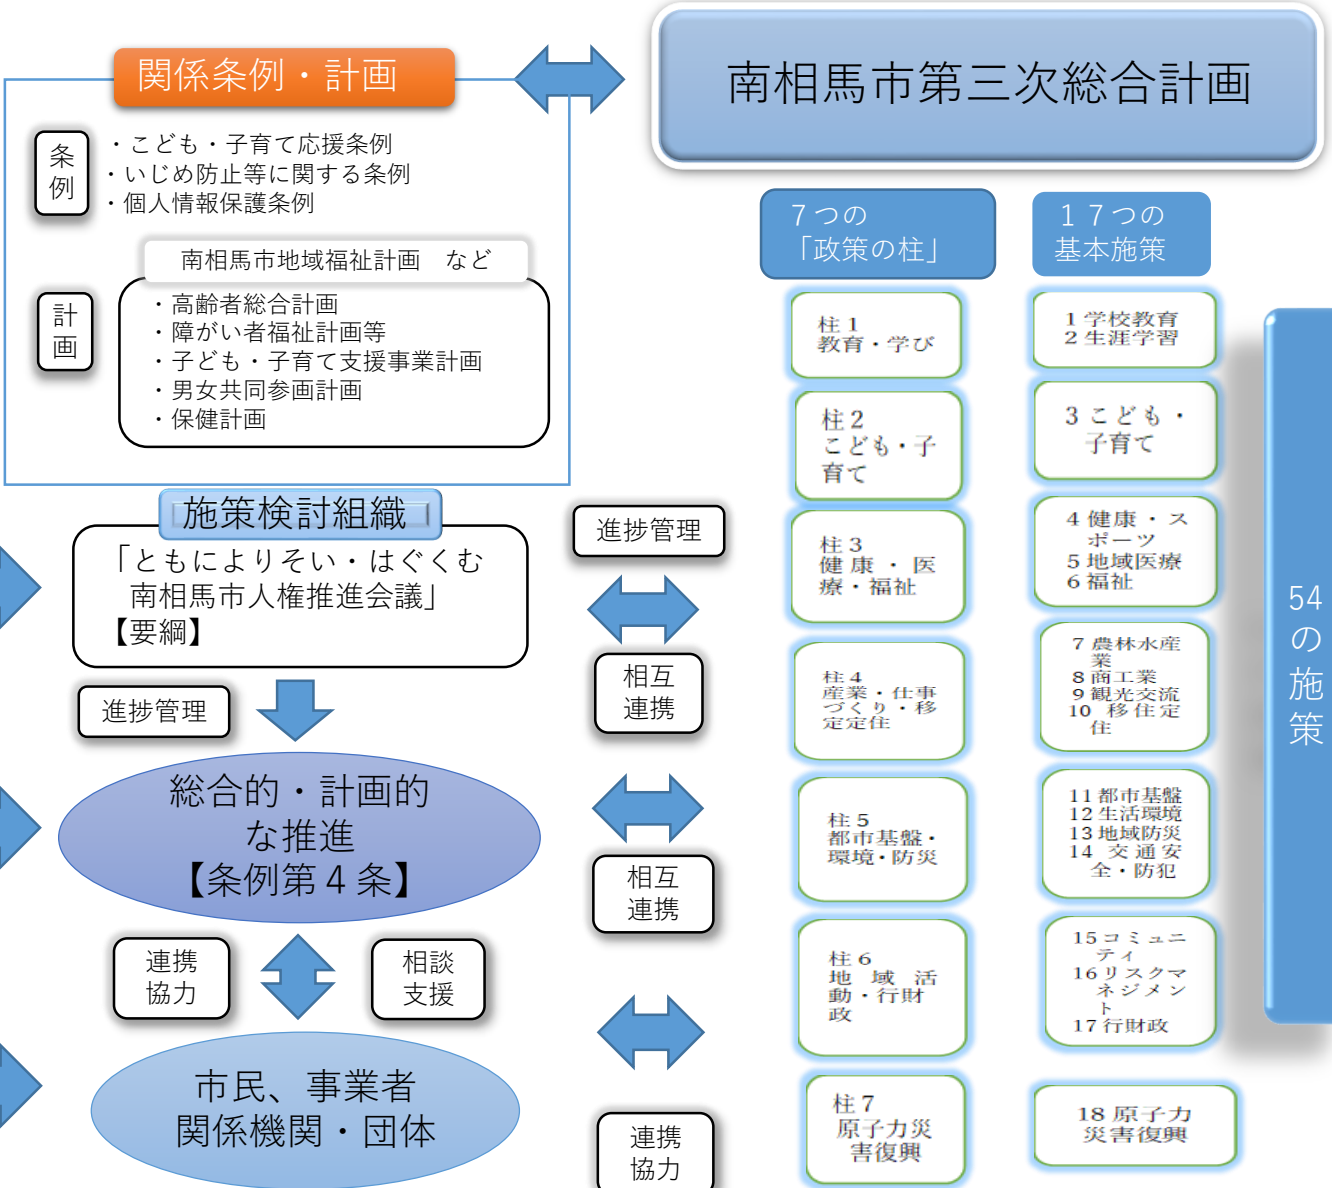 関係条例・計画
条
例
・こども・子育て応援条例
・いじめ防止等に関する条例
・個人情報保護条例
南相馬市地域福祉計画　など
計
画
・高齢者総合計画
・障がい者福祉計画等
・子ども・子育て支援事業計画
・男女共同参画計画
・保健計画
施策検討組織
「ともによりそい・はぐくむ
南相馬市人権推進会議」
【要綱】
進捗管理
総合的・計画的
な推進
【条例第４条】
連携
協力
相談
支援
市民、事業者
関係機関・団体
進捗管理
相互
連携
相互
連携
連携
協力
南相馬市第三次総合計画
７つの
「政策の柱」
柱１
教育・学び
柱２
こども・子
育て
柱３
健康・医
療・福祉
柱４
産業・仕事
づくり・移
定定住
柱５
都市基盤・
環境・防災
柱６
地域活
動・行財
政
柱７
原子力災
害復興
１７つの
基本施策
１学校教育
２生涯学習
３こども・
子育て
４健康・ス
ポーツ
５地域医療
６福祉
７農林水産
業
８商工業
９観光交流
10 移住定
住
11都市基盤
12生活環境
13地域防災
14 交通安
全・防犯
15コミュニ
ティ
16リスクマ
ネジメン
ト
17行財政
18原子力
災害復興
54
の
施
策